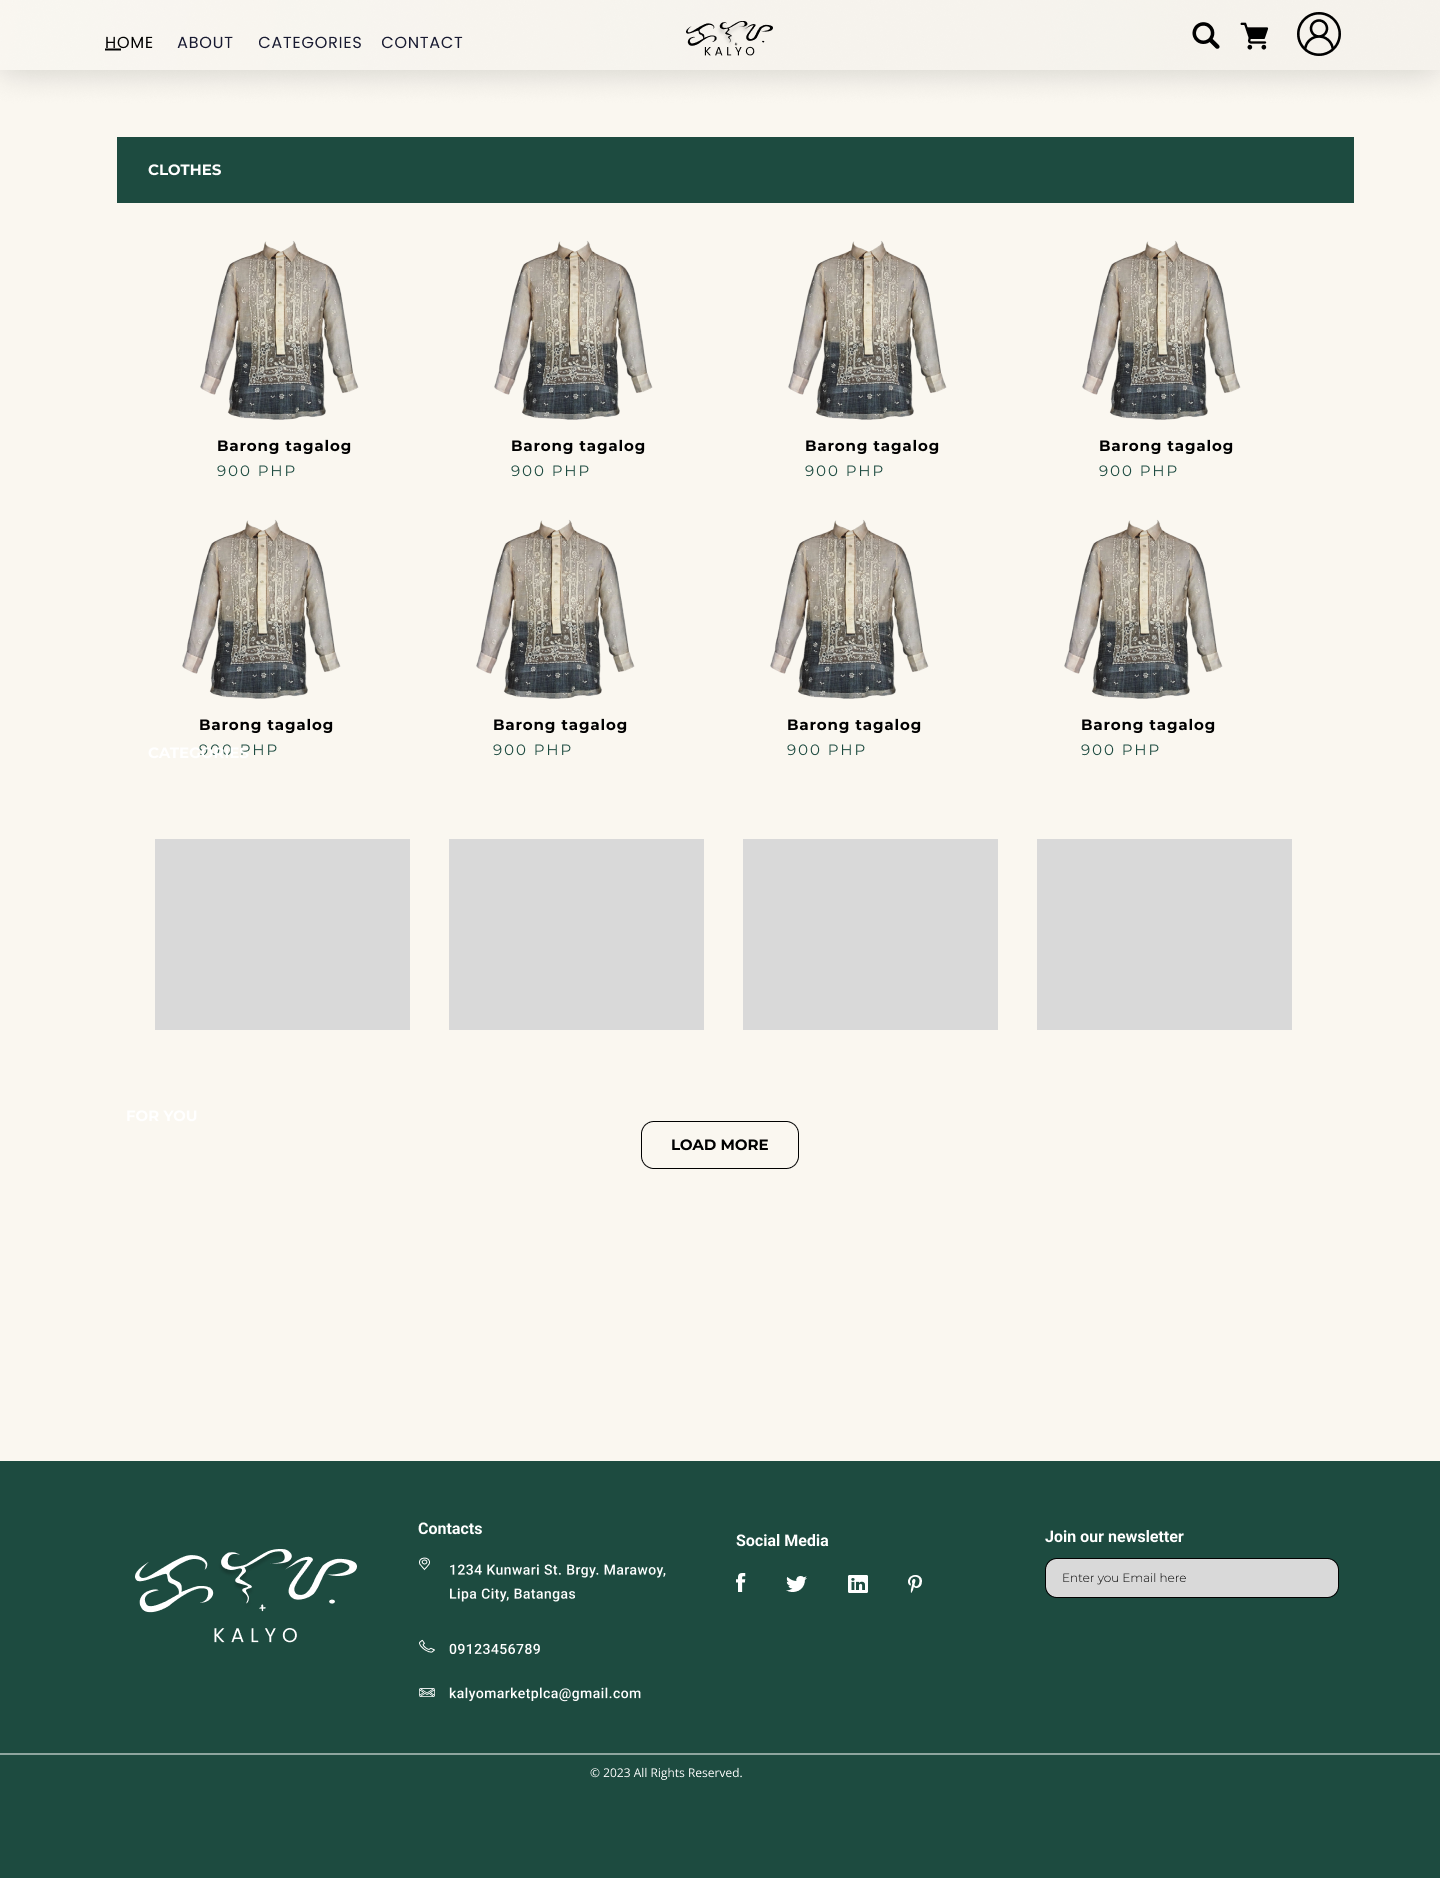 HOME ABOUT CATEGORIES CONTACT
KALYO
CLOTHES
Barong tagalog Barong tagalog Barong tagalog Barong tagalog
900 PHP 900 PHP 900 PHP 900 PHP
Barong tagalog Barong tagalog Barong tagalog Barong tagalog
900 PHP 900 PHP 900 PHP 900 PHP
CATEGORIES
FOR YOU
LOAD MORE
KALYO
Contacts
1234 Kunwari St. Brgy. Marawoy,
Lipa City, Batangas
09123456789
kalyomarketplca@gmail.com
Social Media
Join our newsletter
Enter you Email here
© 2023 All Rights Reserved.